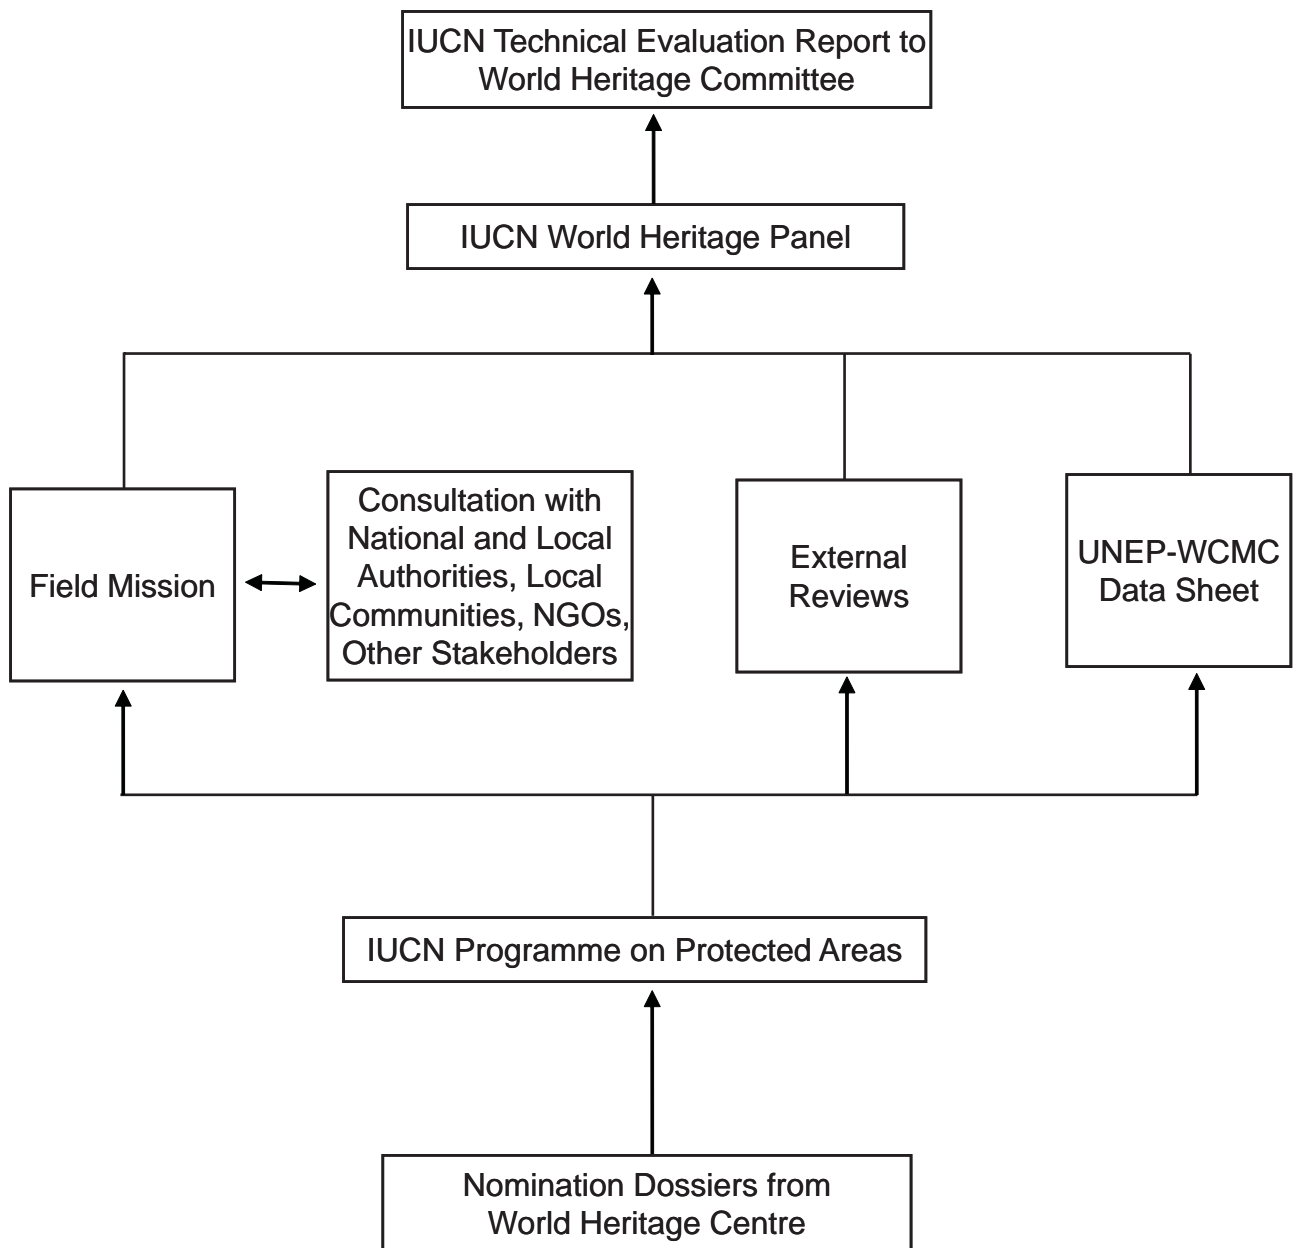 IUCN Technical Evaluation Report to
World Heritage Committee
IUCN World Heritage Panel
Field Mission
Consultation with
National and Local
Authorities, Local
Communities, NGOs,
Other Stakeholders
External
Reviews
UNEP-WCMC
Data Sheet
IUCN Programme on Protected Areas
Nomination Dossiers from
World Heritage Centre